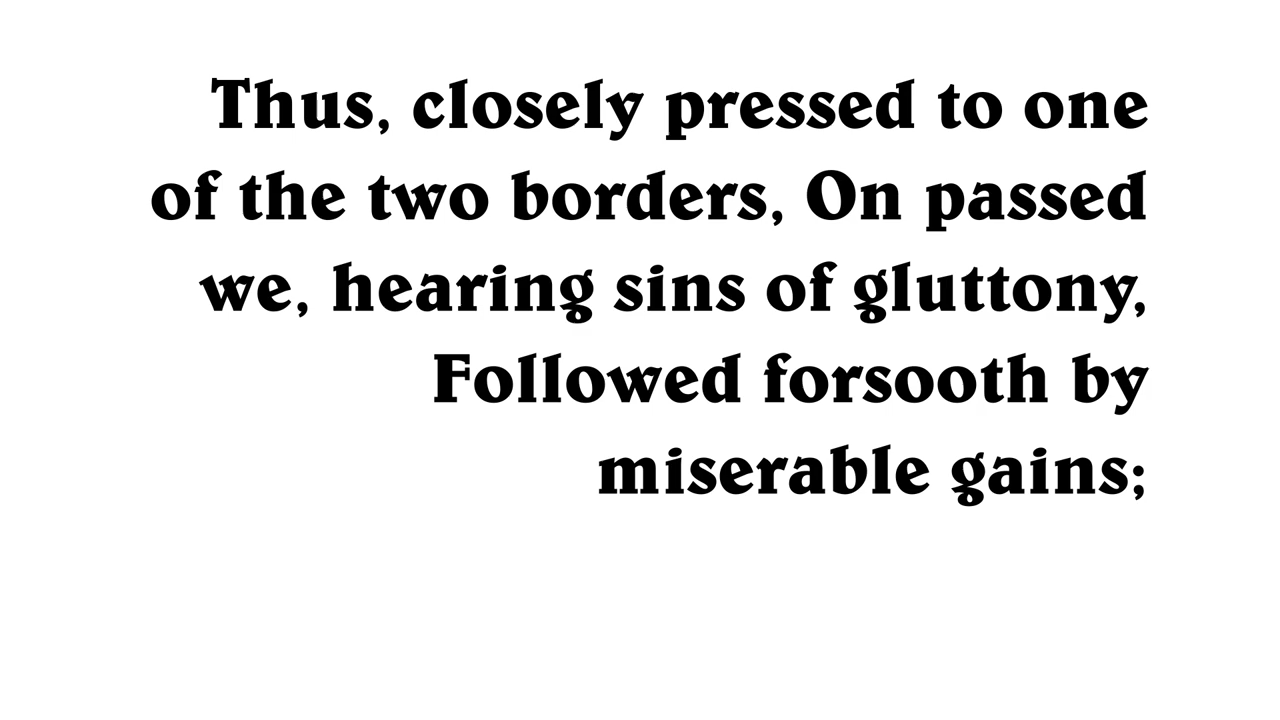 Thus, closely pressed to one
of the two borders, On passed
we, hearing sins of gluttony,
Followed forsooth by
miserable gains;